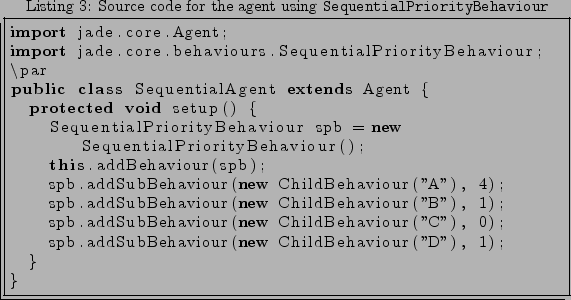 Listing 3: Source code for the agent using SequentialPriorityBehaviour
import jade.core.Agent;
import jade.core.behaviours.SequentialPriorityBehaviour;
\par
public class SequentialAgent extends Agent {
protected void setup() {
SequentialPriorityBehaviour spb = new
SequentialPriorityBehaviour();
this.addBehaviour(spb);
spb.addSubBehaviour(new ChildBehaviour("A"), 4);
spb.addSubBehaviour(new ChildBehaviour("B"), 1);
spb.addSubBehaviour(new ChildBehaviour("C"), 0);
spb.addSubBehaviour(new ChildBehaviour("D"), 1);
}
}